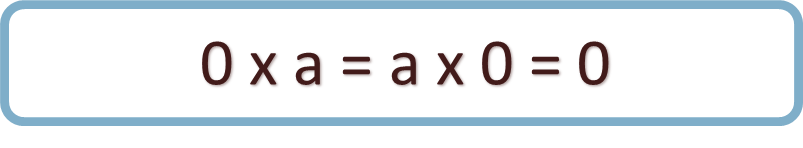 0 x a = a x 0 = 0